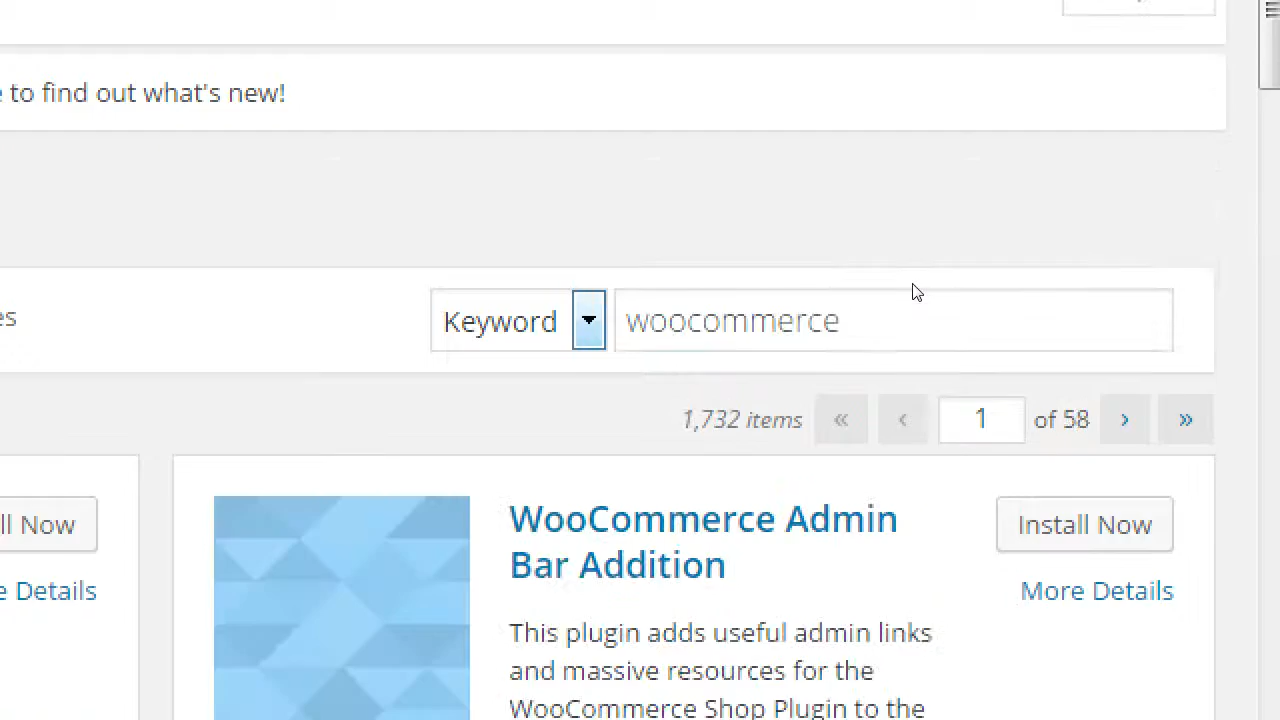 to find out what's new!
es
Keyword
woocommerce
1,732 items « ‹ 1 of 58 › »
ll Now
WooCommerce Admin
Bar Addition
Install Now
e Details
More Details
This plugin adds useful admin links
and massive resources for the
WooCommerce Shop Plugin to the